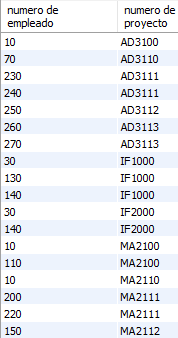 numero de empleado numero de proyecto
10 AD3100
70 AD3110
230 AD3111
240 AD3111
250 AD3112
260 AD3113
270 AD3113
30 IF1000
130 IF1000
140 IF1000
30 IF2000
140 IF2000
10 MA2100
110 MA2100
10 MA2110
200 MA2111
220 MA2111
150 MA2112